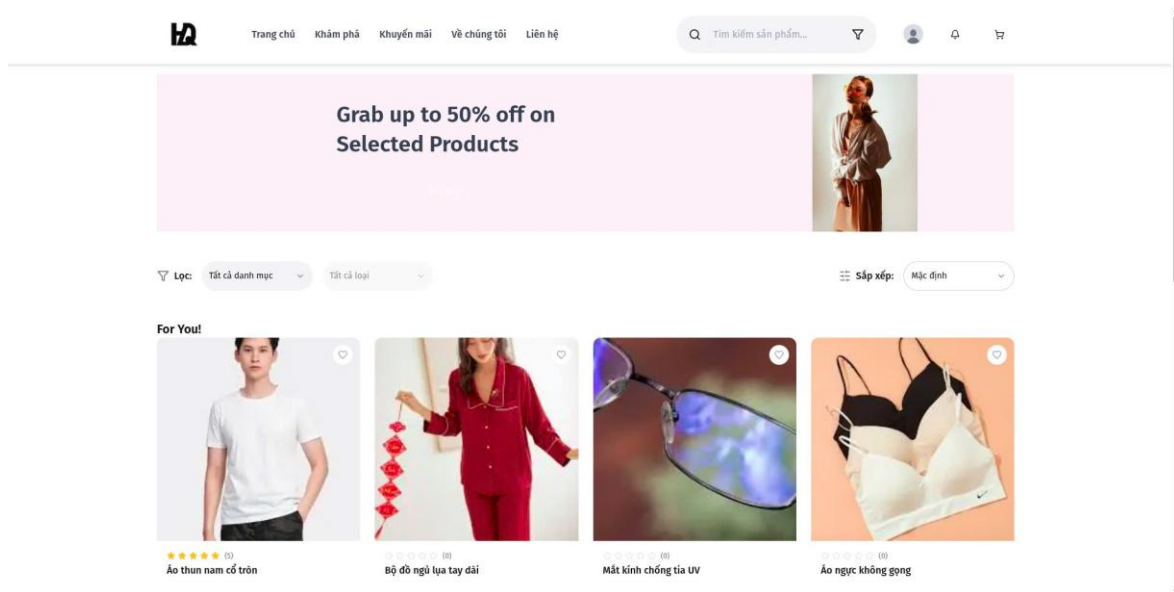 HQ
Trang chủ Khám phá Khuyến mãi Về chúng tôi Liên hệ Tìm kiếm sản phẩm...
Grab up to 50% off on
Selected Products
Lọc: Tất cả danh mục Tất cả loại Sắp xếp: Mặc định
For You!
(5) (0) (0) (0)
Áo thun nam cổ tròn Bộ đồ ngủ lụa tay dài Mắt kính chống tia UV Áo ngực không gọng